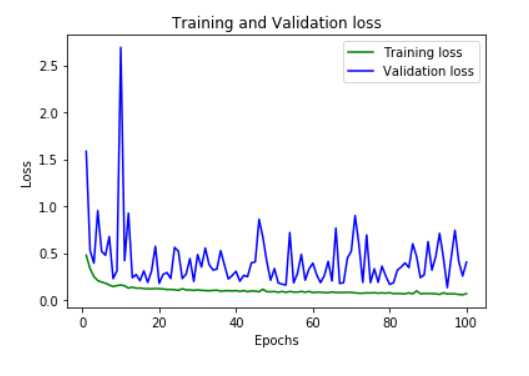 Training and Validation loss
Training loss
Validation loss
Loss
2.5
2.0
1.5
1.0
0.5
0.0
0 20 40 60 80 100
Epochs